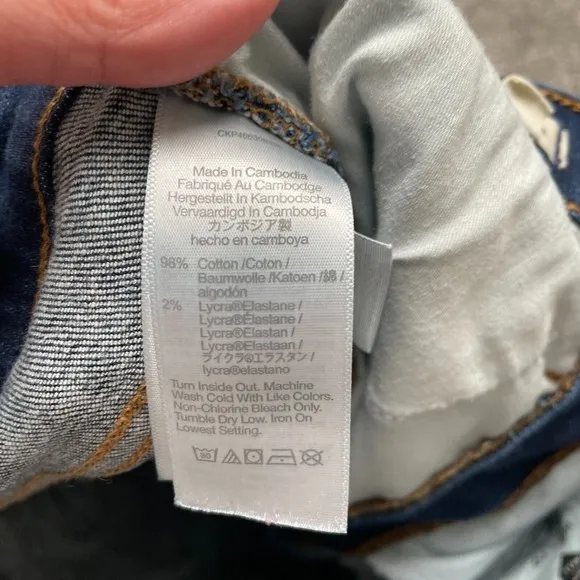 Made In Cambodia
Fabriqué Au Cambodge
Hergestellt In Kambodscha
Vervaardigd In Cambodja
カンボジア製
hecho en camboya
98% Cotton /Coton/
Baumwolle /Katoen /綿 /
algodón
2% Lycra®Elastane /
Lycra®Elastane /
Lycra®Elastan /
Lycra®Elastaan /
ライクラ®エラスタン /
lycra®elastano
Turn Inside Out. Machine
Wash Cold With Like Colors.
Non-Chlorine Bleach Only.
Tumble Dry Low. Iron On
Lowest Setting.
30